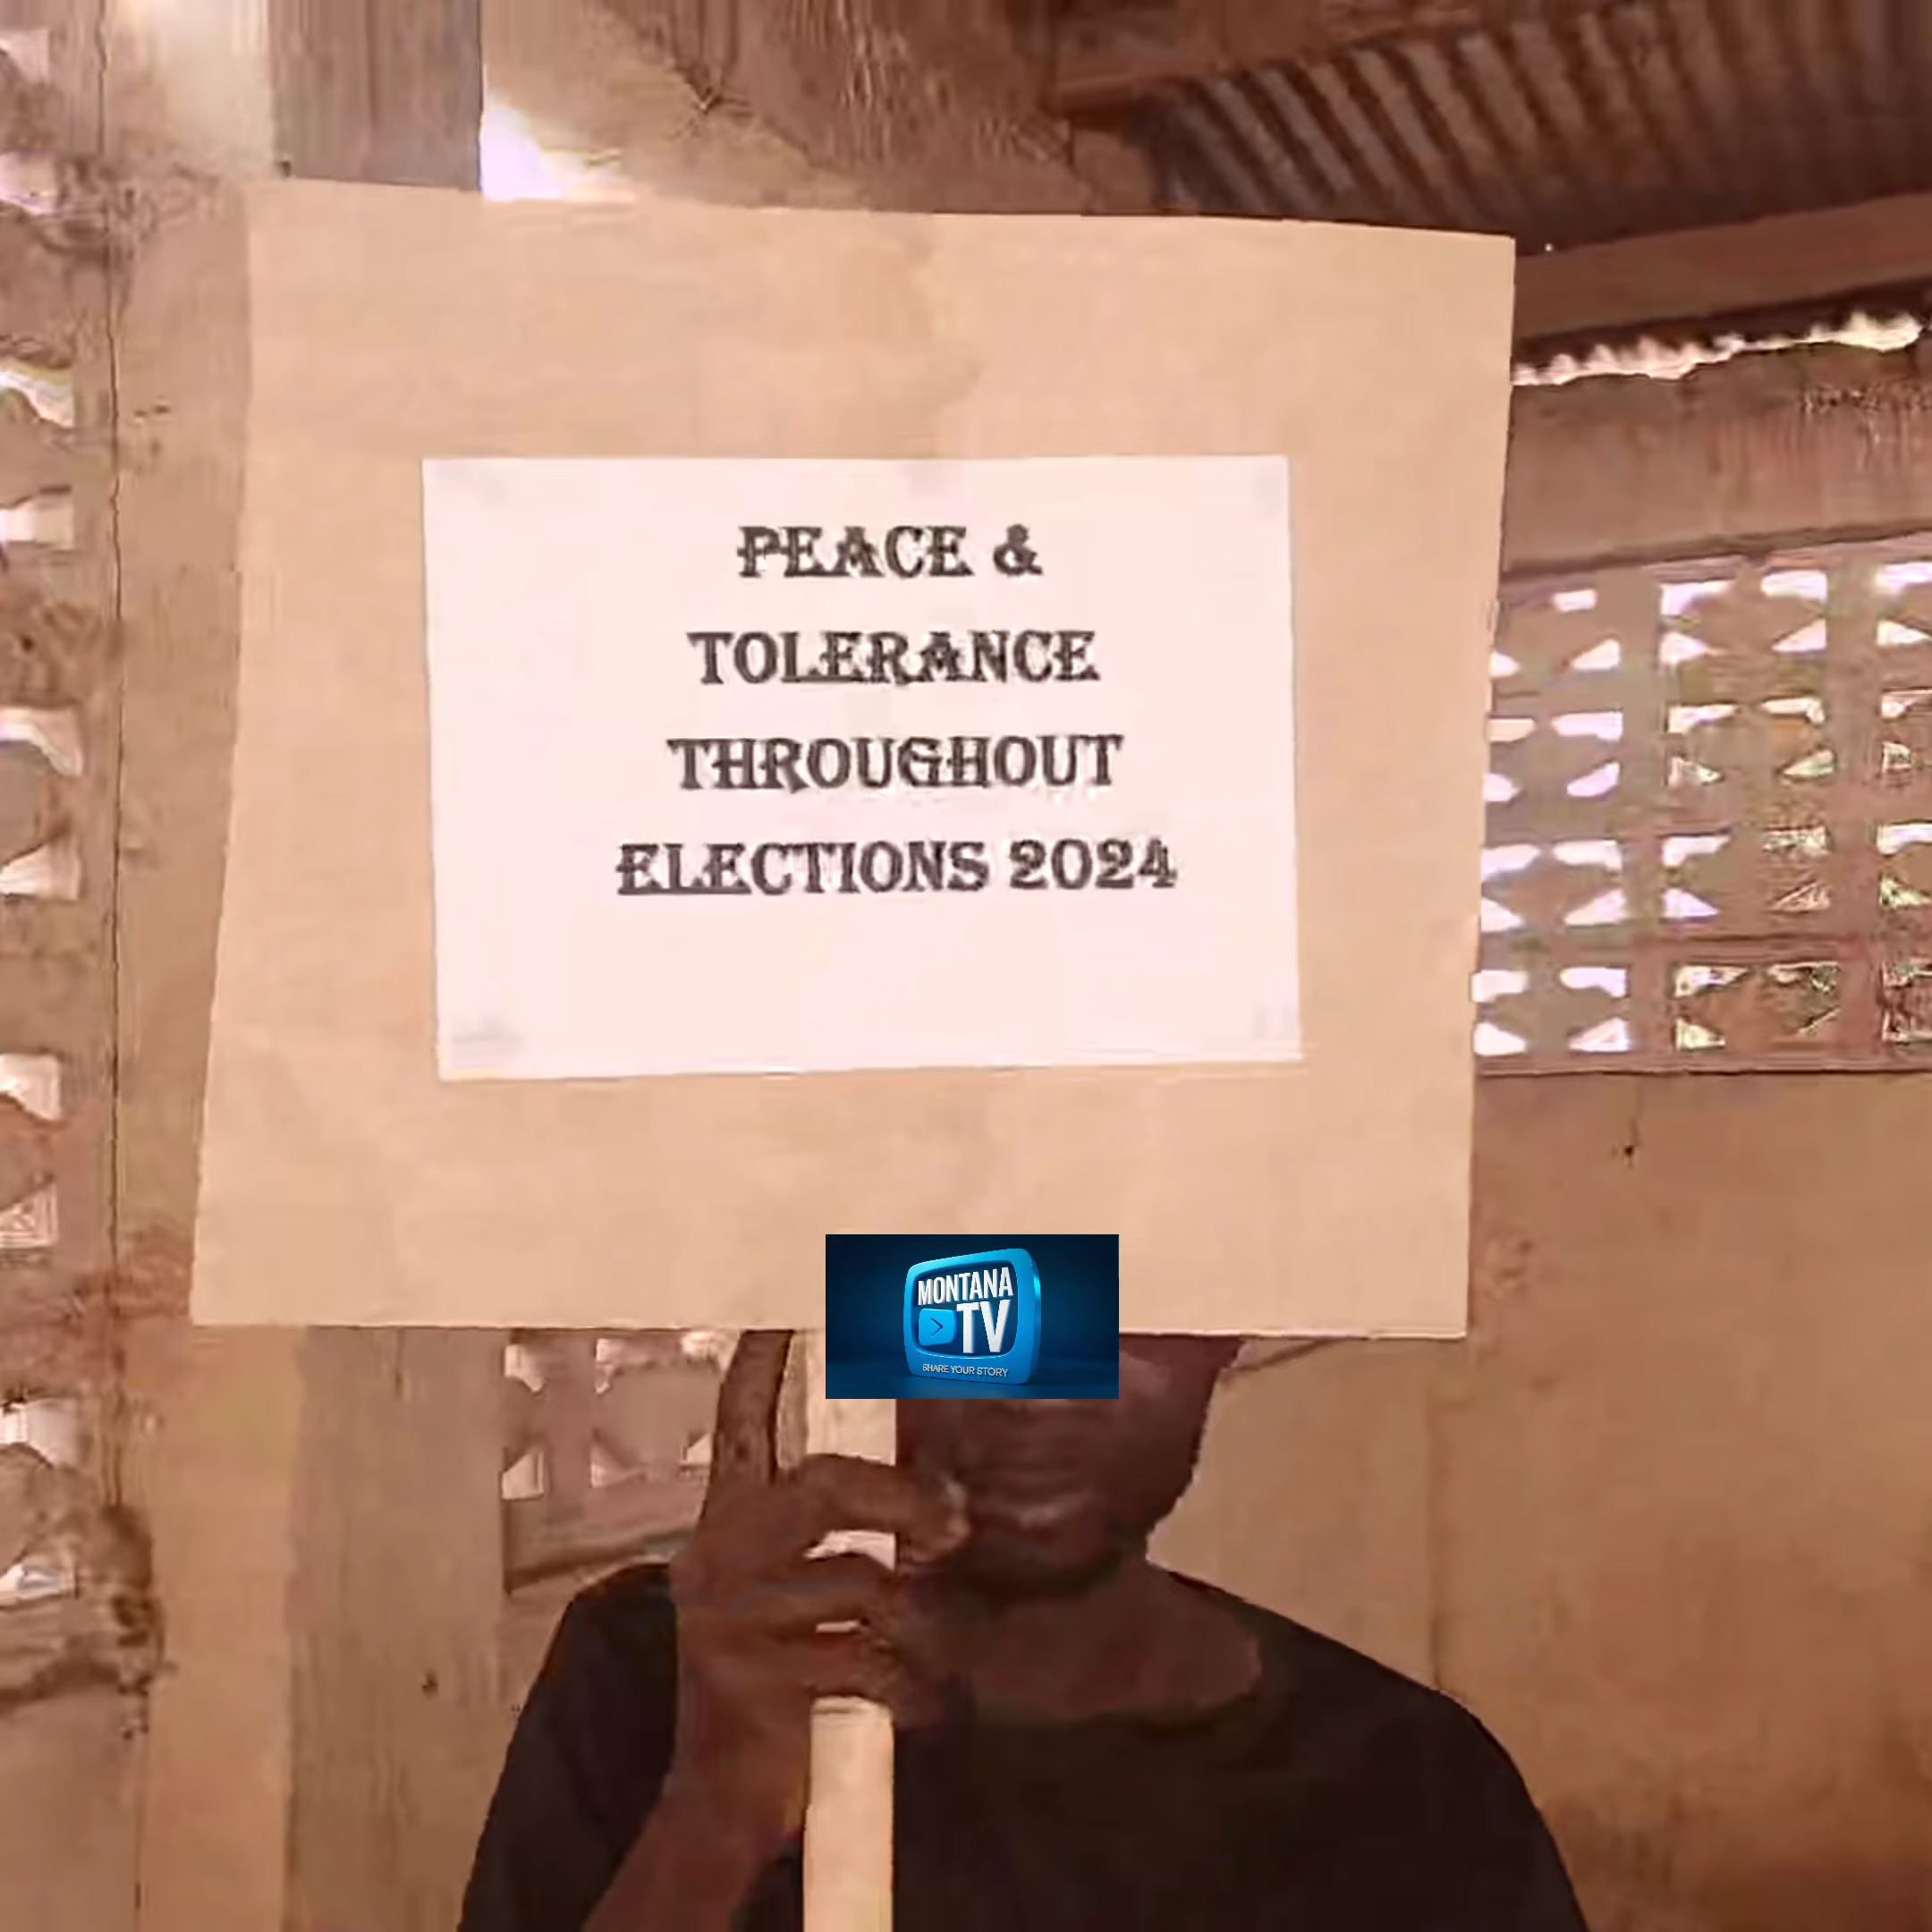 PEACE &
TOLERANCE
THROUGHOUT
ELECTIONS 2024
MONTANA
TV
SHARE YOUR STORY